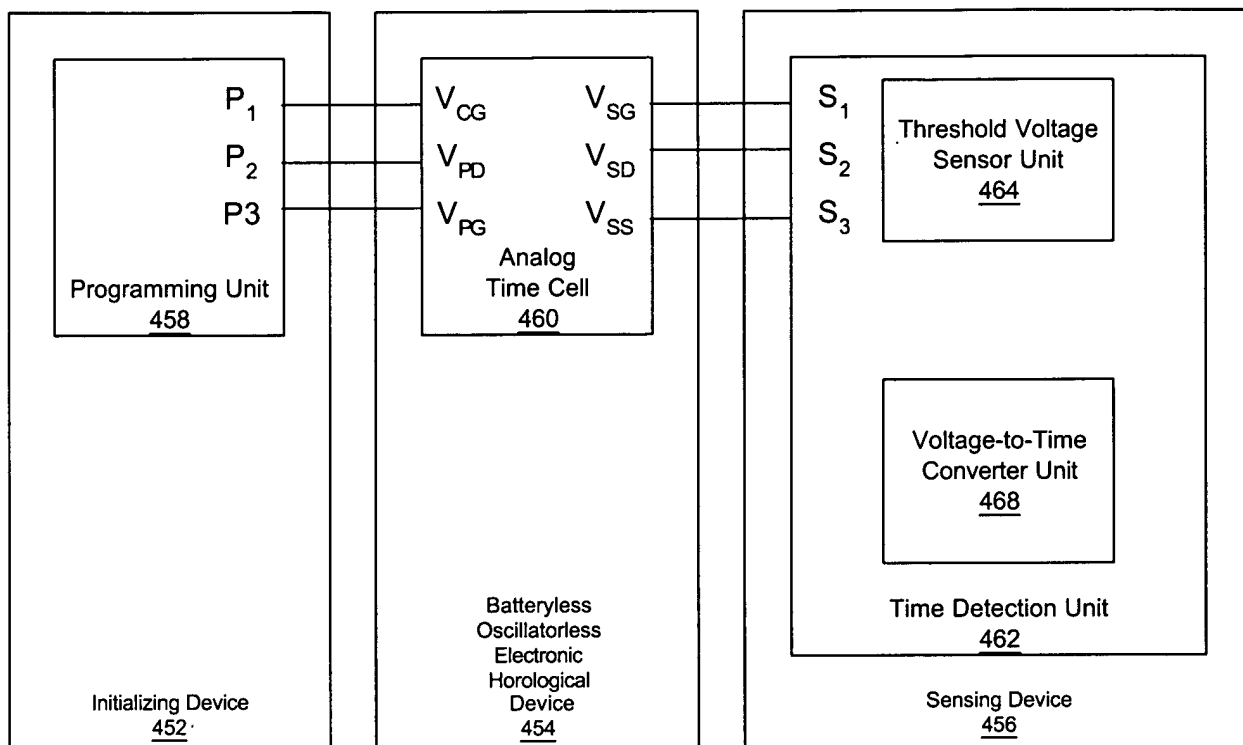 P1
P2
P3
Programming Unit
458
Initializing Device
452
VCG
VPD
VPG
VSG
VSD
VSS
Analog
Time Cell
460
Batteryless
Oscillatorless
Electronic
Horological
Device
454
S1
S2
S3
Threshold Voltage
Sensor Unit
464
Voltage-to-Time
Converter Unit
468
Time Detection Unit
462
Sensing Device
456